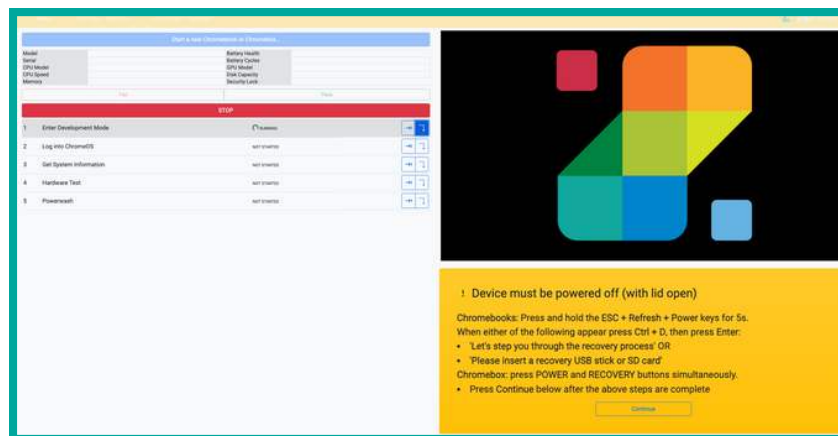 Start a new Chromebook or Chromebox...
Model
Battery Health
Serial
Battery Cycles
CPU Model
GPU Model
CPU Speed
Disk Capacity
Memory
Security Lock
STOP
1 Enter Development Mode RUNNING
2 Log into ChromeOS NOT STARTED
3 Get System Information NOT STARTED
4 Hardware Test NOT STARTED
5 Powerwash NOT STARTED
! Device must be powered off (with lid open)
Chromebooks: Press and hold the ESC + Refresh + Power keys for 5s.
When either of the following appear press Ctrl + D, then press Enter:
• 'Let's step you through the recovery process' OR
• 'Please insert a recovery USB stick or SD card'
Chromebox: press POWER and RECOVERY buttons simultaneously.
• Press Continue below after the above steps are complete
Continue